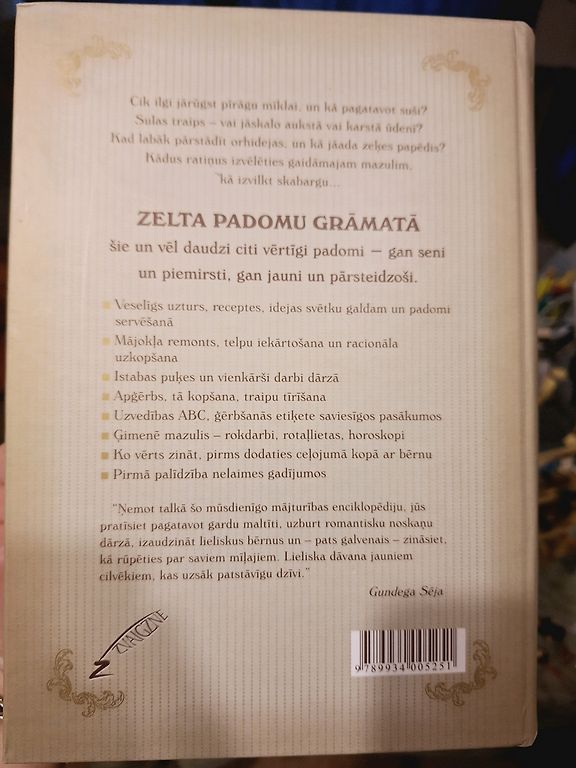 Cik ilgi jārūgst pīrāgu mīklai, un kā pagatavot suši?
Sulas traips – vai jāskalo aukstā vai karstā ūdenī?
Kad labāk pārstādīt orhidejas, un kā jāada zeķes papēdis?
Kādus ratiņus izvēlēties gaidāmajam mazulim,
kā izvilkt skabargu...
ZELTA PADOMU GRĀMATĀ
šie un vēl daudzi citi vērtīgi padomi – gan seni
un piemirsti, gan jauni un pārsteidzoši.
Veselīgs uzturs, receptes, idejas svētku galdam un padomi
servēšanā
Mājokļa remonts, telpu iekārtošana un racionāla
uzkopšana
Istabas puķes un vienkārši darbi dārzā
Apģērbs, tā kopšana, traipu tīrīšana
Uzvedības ABC, ģērbšanās etiķete saviesīgos pasākumos
Ģimenē mazulis – rokdarbi, rotaļlietas, horoskopi
Ko vērts zināt, pirms dodaties ceļojumā kopā ar bērnu
Pirmā palīdzība nelaimes gadījumos
"Ņemot talkā šo mūsdienīgo mājturības enciklopēdiju, jūs
pratīsiet pagatavot gardu maltīti, uzburt romantisku noskaņu
dārzā, izaudzināt lieliskus bērnus un – pats galvenais – zināsiet,
kā rūpēties par saviem mīļajiem. Lieliska dāvana jauniem
cilvēkiem, kas uzsāk patstāvīgu dzīvi."
Gundega Sēja
ZVAIGZNE
9 789934 005251